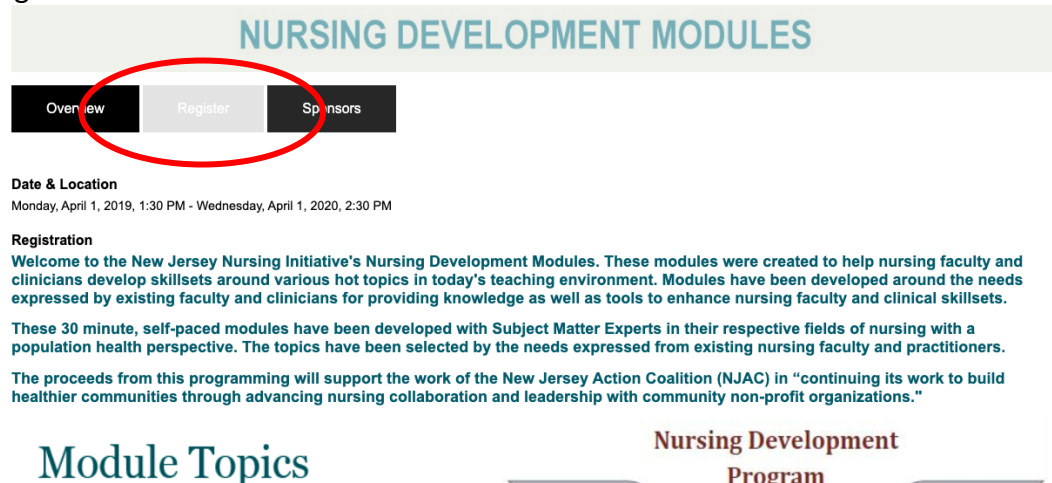 NURSING DEVELOPMENT MODULES
Overview Register Sponsors
Date & Location
Monday, April 1, 2019, 1:30 PM - Wednesday, April 1, 2020, 2:30 PM
Registration
Welcome to the New Jersey Nursing Initiative's Nursing Development Modules. These modules were created to help nursing faculty and
clinicians develop skillsets around various hot topics in today's teaching environment. Modules have been developed around the needs
expressed by existing faculty and clinicians for providing knowledge as well as tools to enhance nursing faculty and clinical skillsets.
These 30 minute, self-paced modules have been developed with Subject Matter Experts in their respective fields of nursing with a
population health perspective. The topics have been selected by the needs expressed from existing nursing faculty and practitioners.
The proceeds from this programming will support the work of the New Jersey Action Coalition (NJAC) in “continuing its work to build
healthier communities through advancing nursing collaboration and leadership with community non-profit organizations."
Module Topics
Nursing Development
Program